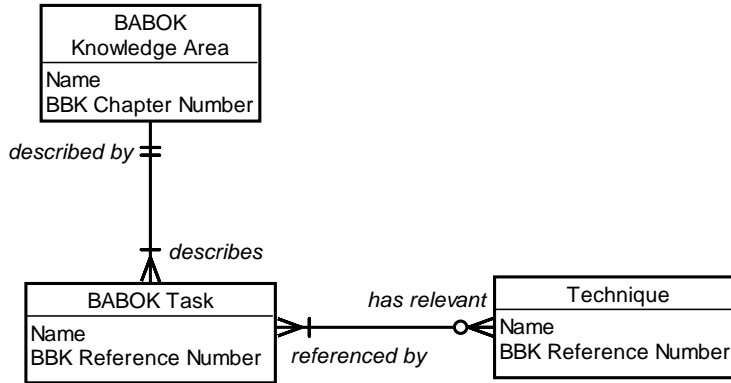 BABOK
Knowledge Area
Name
BBK Chapter Number
described by
describes
BABOK Task
Name
BBK Reference Number
has relevant
referenced by
Technique
Name
BBK Reference Number